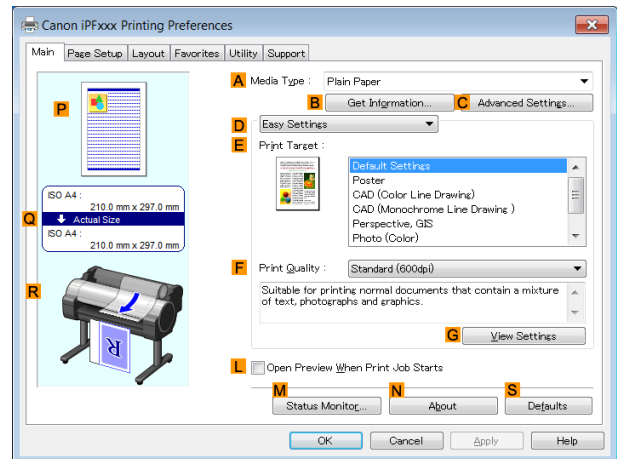 Canon iPFxxx Printing Preferences
Main Page Setup Layout Favorites Utility Support
A Media Type : Plain Paper
B Get Information... C Advanced Settings...
P
D Easy Settings
E Print Target :
Default Settings
Poster
CAD (Color Line Drawing)
CAD (Monochrome Line Drawing )
Perspective, GIS
Photo (Color)
ISO A4 :
210.0 mm x 297.0 mm
Q Actual Size
ISO A4 :
210.0 mm x 297.0 mm
F Print Quality : Standard (600dpi)
Suitable for printing normal documents that contain a mixture
of text, photographs and graphics.
R
R
G View Settings
L Open Preview When Print Job Starts
M N S
Status Monitor... About Defaults
OK Cancel Apply Help